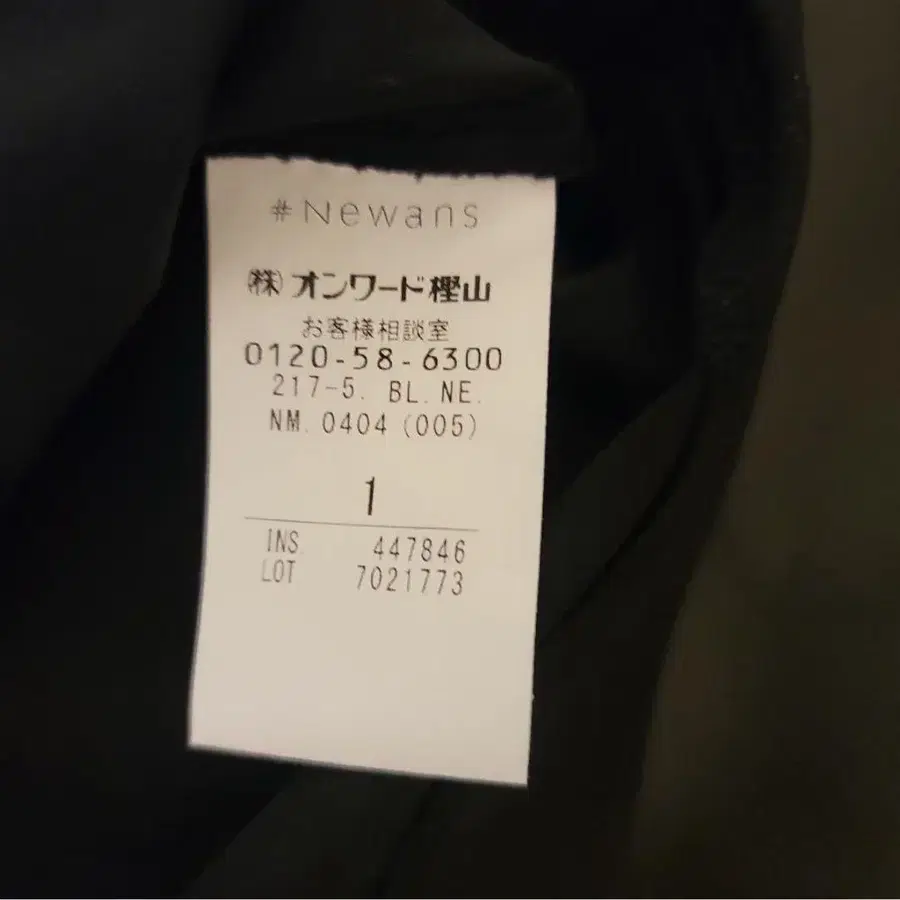 #Newans
㈱オンワード樫山
お客様相談室
0120-58-6300
217-5. BL.NE.
NM. 0404 (005)
1
INS. 447846
LOT 7021773